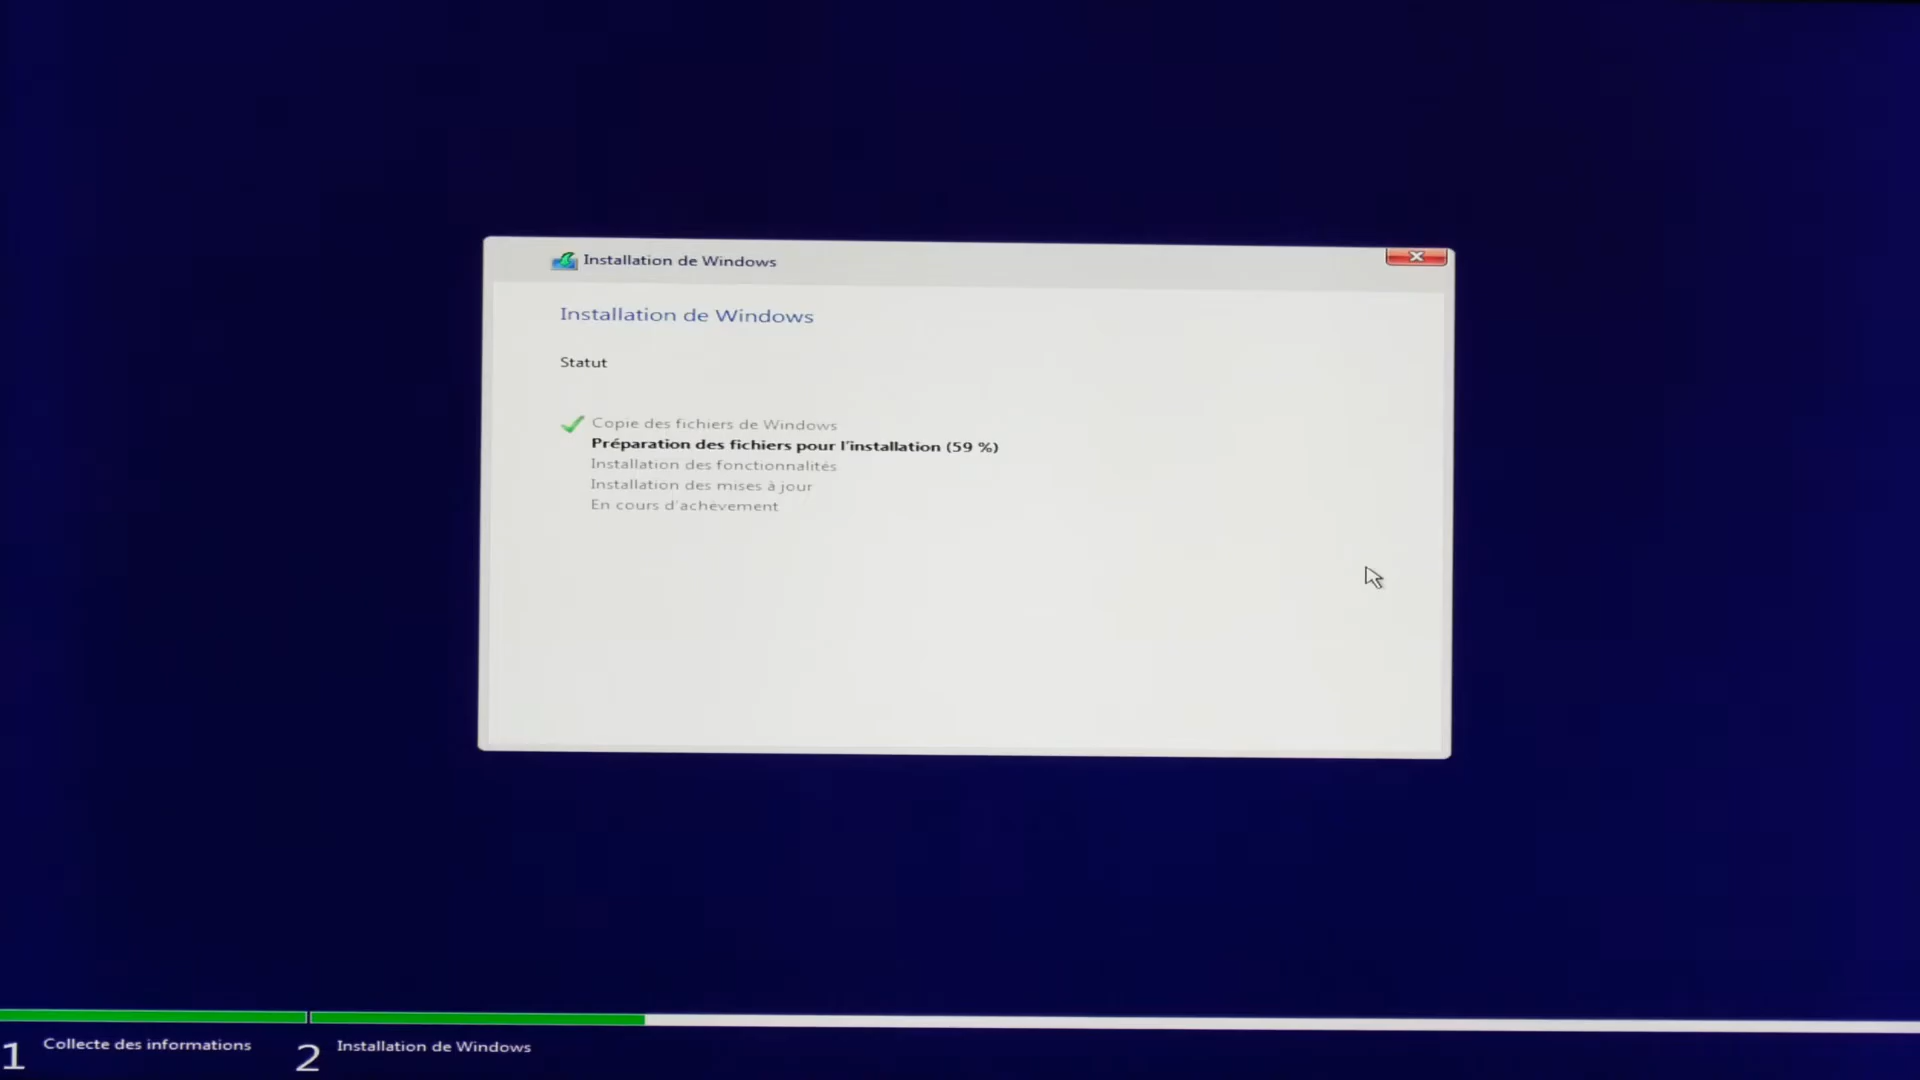 Installation de Windows
Installation de Windows
Statut
Copie des fichiers de Windows
Préparation des fichiers pour l'installation (59 %)
Installation des fonctionnalités
Installation des mises à jour
En cours d'achèvement
1 Collecte des informations
2 Installation de Windows